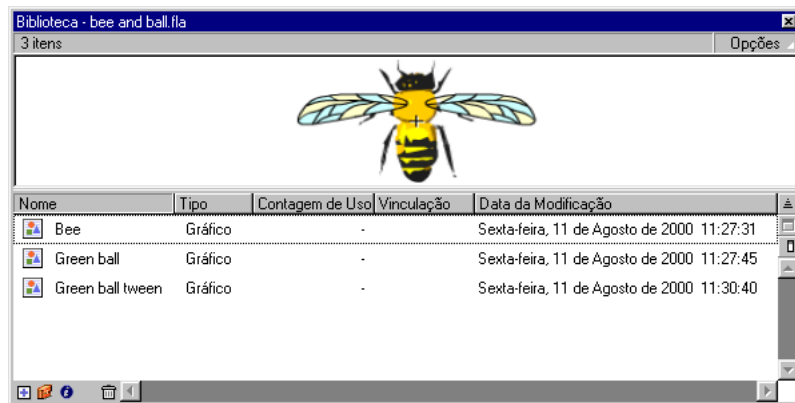 Biblioteca - bee and ball.fla
3 itens Opções
Nome Tipo Contagem de Uso Vinculação Data da Modificação
Bee Gráfico - Sexta-feira, 11 de Agosto de 2000 11:27:31
Green ball Gráfico - Sexta-feira, 11 de Agosto de 2000 11:27:45
Green ball tween Gráfico - Sexta-feira, 11 de Agosto de 2000 11:30:40